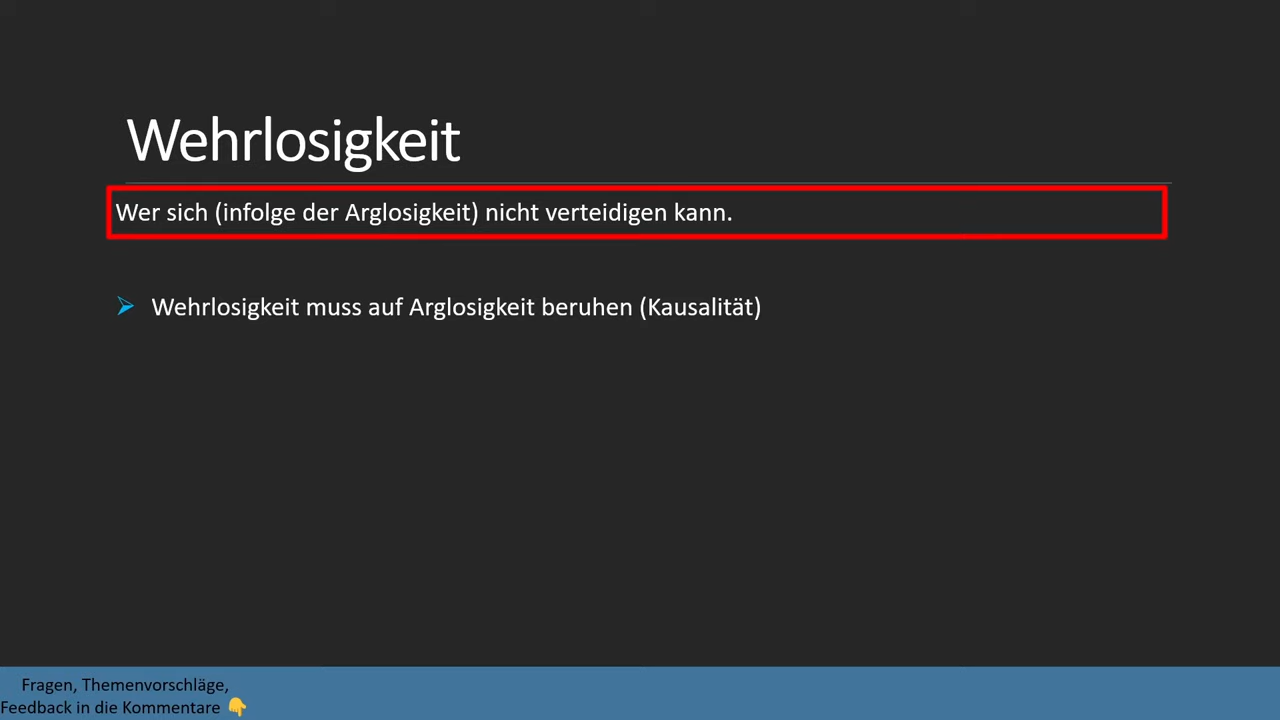 Wehrlosigkeit
Wer sich (infolge der Arglosigkeit) nicht verteidigen kann.
Wehrlosigkeit muss auf Arglosigkeit beruhen (Kausalität)
Fragen, Themenvorschläge,
Feedback in die Kommentare 👇